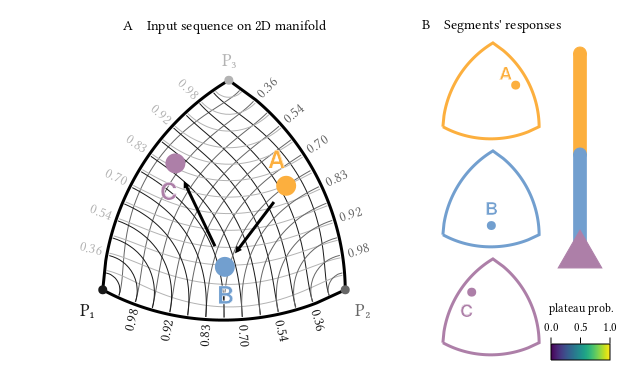 A Input sequence on 2D manifold
P₃
0.98
0.92
0.83
0.70
0.54
0.36
0.36
0.54
0.70
0.83
0.92
0.98
A
C
B
P₁
P₂
0.98
0.92
0.83
0.70
0.54
0.36
B Segments' responses
A
B
C
plateau prob.
0.0 0.5 1.0